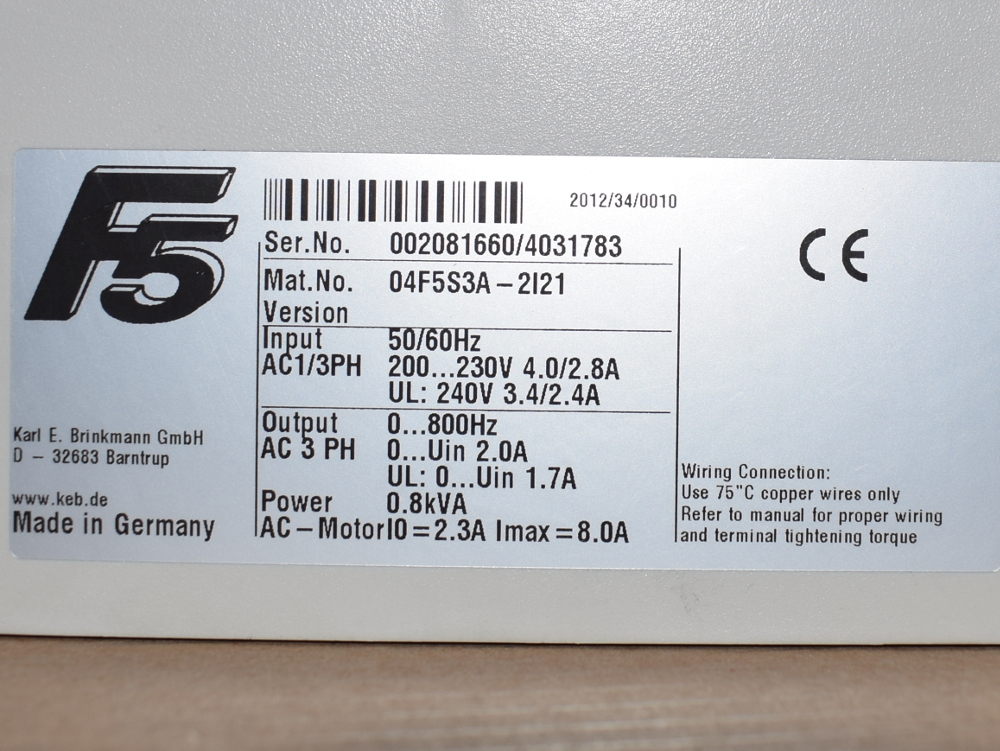 F5
2012/34/0010
Ser.No. 002081660/4031783
Mat.No. 04F5S3A-2I21
Version
Input 50/60Hz
AC1/3PH 200...230V 4.0/2.8A
UL: 240V 3.4/2.4A
Output 0...800Hz
AC 3 PH 0...Uin 2.0A
UL: 0...Uin 1.7A
Power 0.8kVA
AC-Motor I0=2.3A Imax=8.0A
Karl E. Brinkmann GmbH
D - 32683 Barntrup
www.keb.de
Made in Germany
CE
Wiring Connection:
Use 75"C copper wires only
Refer to manual for proper wiring
and terminal tightening torque